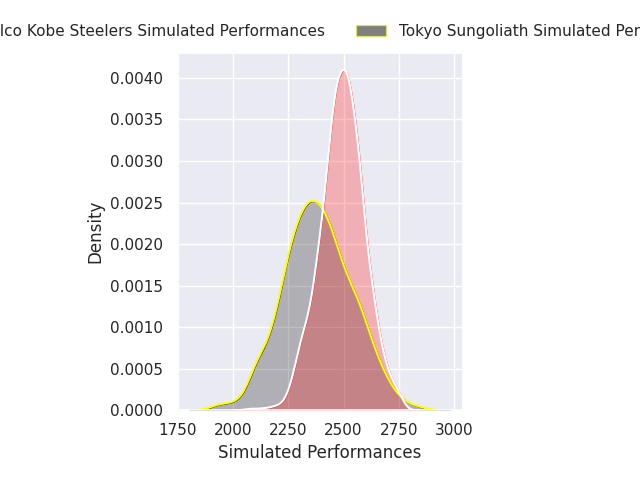 lco Kobe Steelers Simulated Performances
Tokyo Sungoliath Simulated Per
0.0040
0.0035
0.0030
0.0025
0.0020
0.0015
0.0010
0.0005
0.0000
Density
1750 2000 2250 2500 2750 3000
Simulated Performances